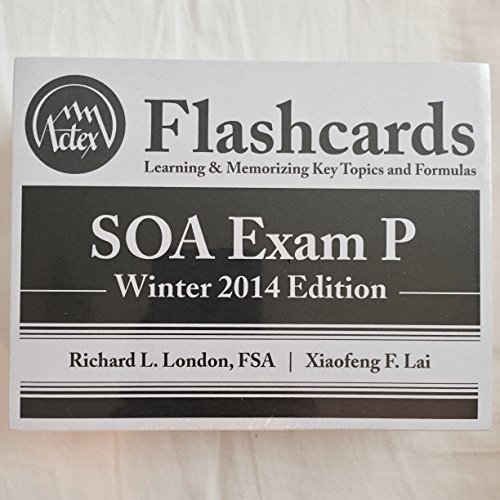 Actex
Flashcards
Learning & Memorizing Key Topics and Formulas
SOA Exam P
Winter 2014 Edition
Richard L. London, FSA | Xiaofeng F. Lai